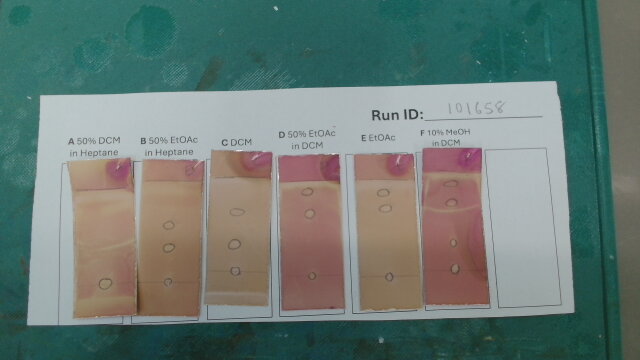 Run ID: 101658
A 50% DCM
in Heptane
B 50% EtOAc
in Heptane
C DCM
D 50% EtOAc
in DCM
E EtOAc
F 10% MeOH
in DCM